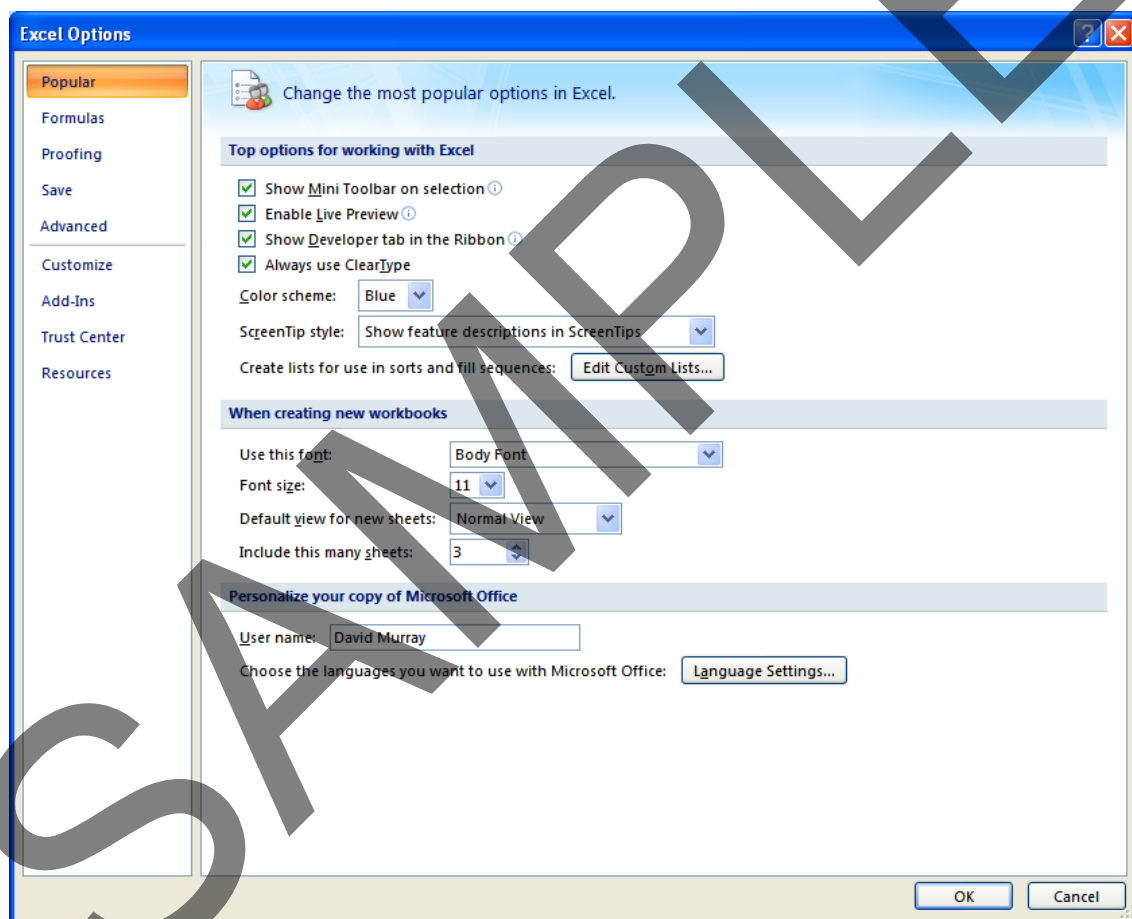 Excel Options
Popular
Formulas
Proofing
Save
Advanced
Customize
Add-Ins
Trust Center
Resources
Change the most popular options in Excel.
Top options for working with Excel
Show Mini Toolbar on selection
Enable Live Preview
Show Developer tab in the Ribbon
Always use ClearType
Color scheme: Blue
ScreenTip style: Show feature descriptions in ScreenTips
Create lists for use in sorts and fill sequences: Edit Custom Lists...
When creating new workbooks
Use this font: Body Font
Font size: 11
Default view for new sheets: Normal View
Include this many sheets: 3
Personalize your copy of Microsoft Office
User name: David Murray
Choose the languages you want to use with Microsoft Office: Language Settings...
OK Cancel
SAMPLE